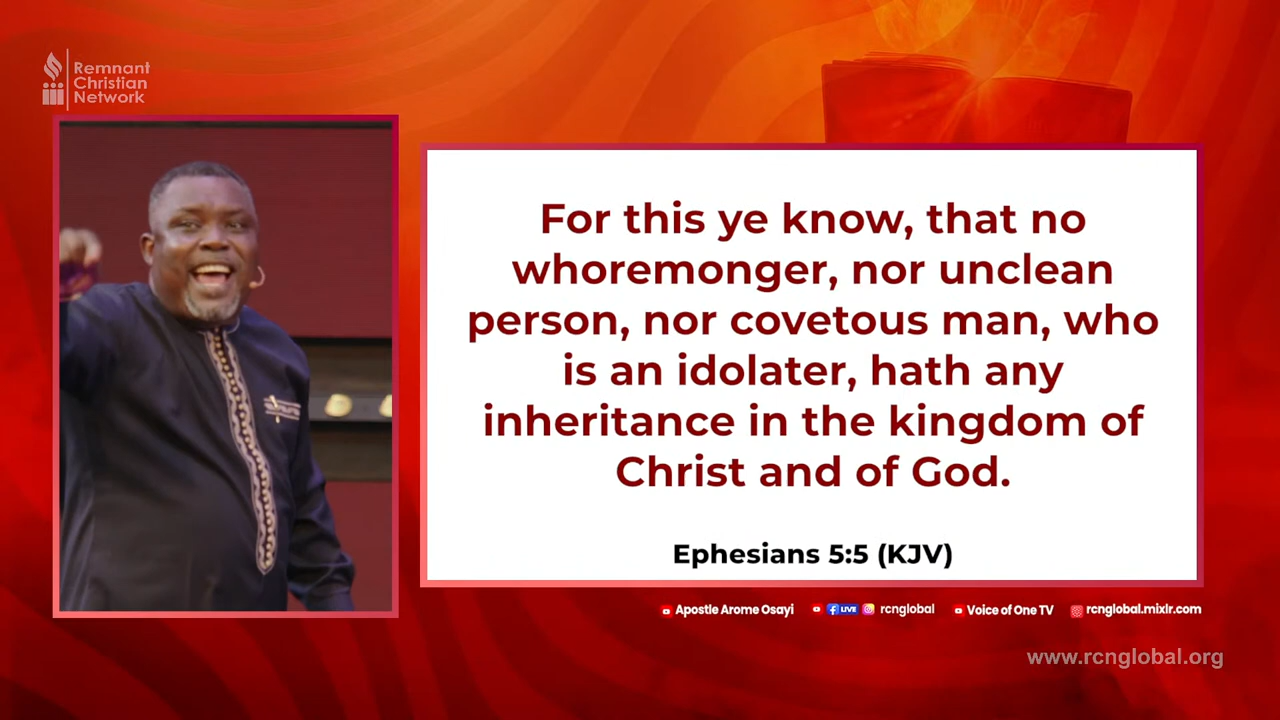 Remnant
Christian
Network
For this ye know, that no
whoremonger, nor unclean
person, nor covetous man, who
is an idolater, hath any
inheritance in the kingdom of
Christ and of God.
Ephesians 5:5 (KJV)
Apostle Arome Osayi LIVE rcnglobal Voice of One TV rcnglobal.mixlr.com
www.rcnglobal.org